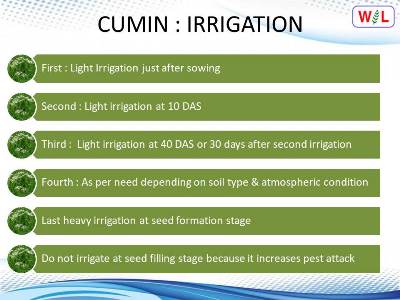 CUMIN : IRRIGATION
W L
First : Light Irrigation just after sowing
Second : Light irrigation at 10 DAS
Third :  Light irrigation at 40 DAS or 30 days after second irrigation
Fourth : As per need depending on soil type & atmospheric condition
Last heavy irrigation at seed formation stage
Do not irrigate at seed filling stage because it increases pest attack